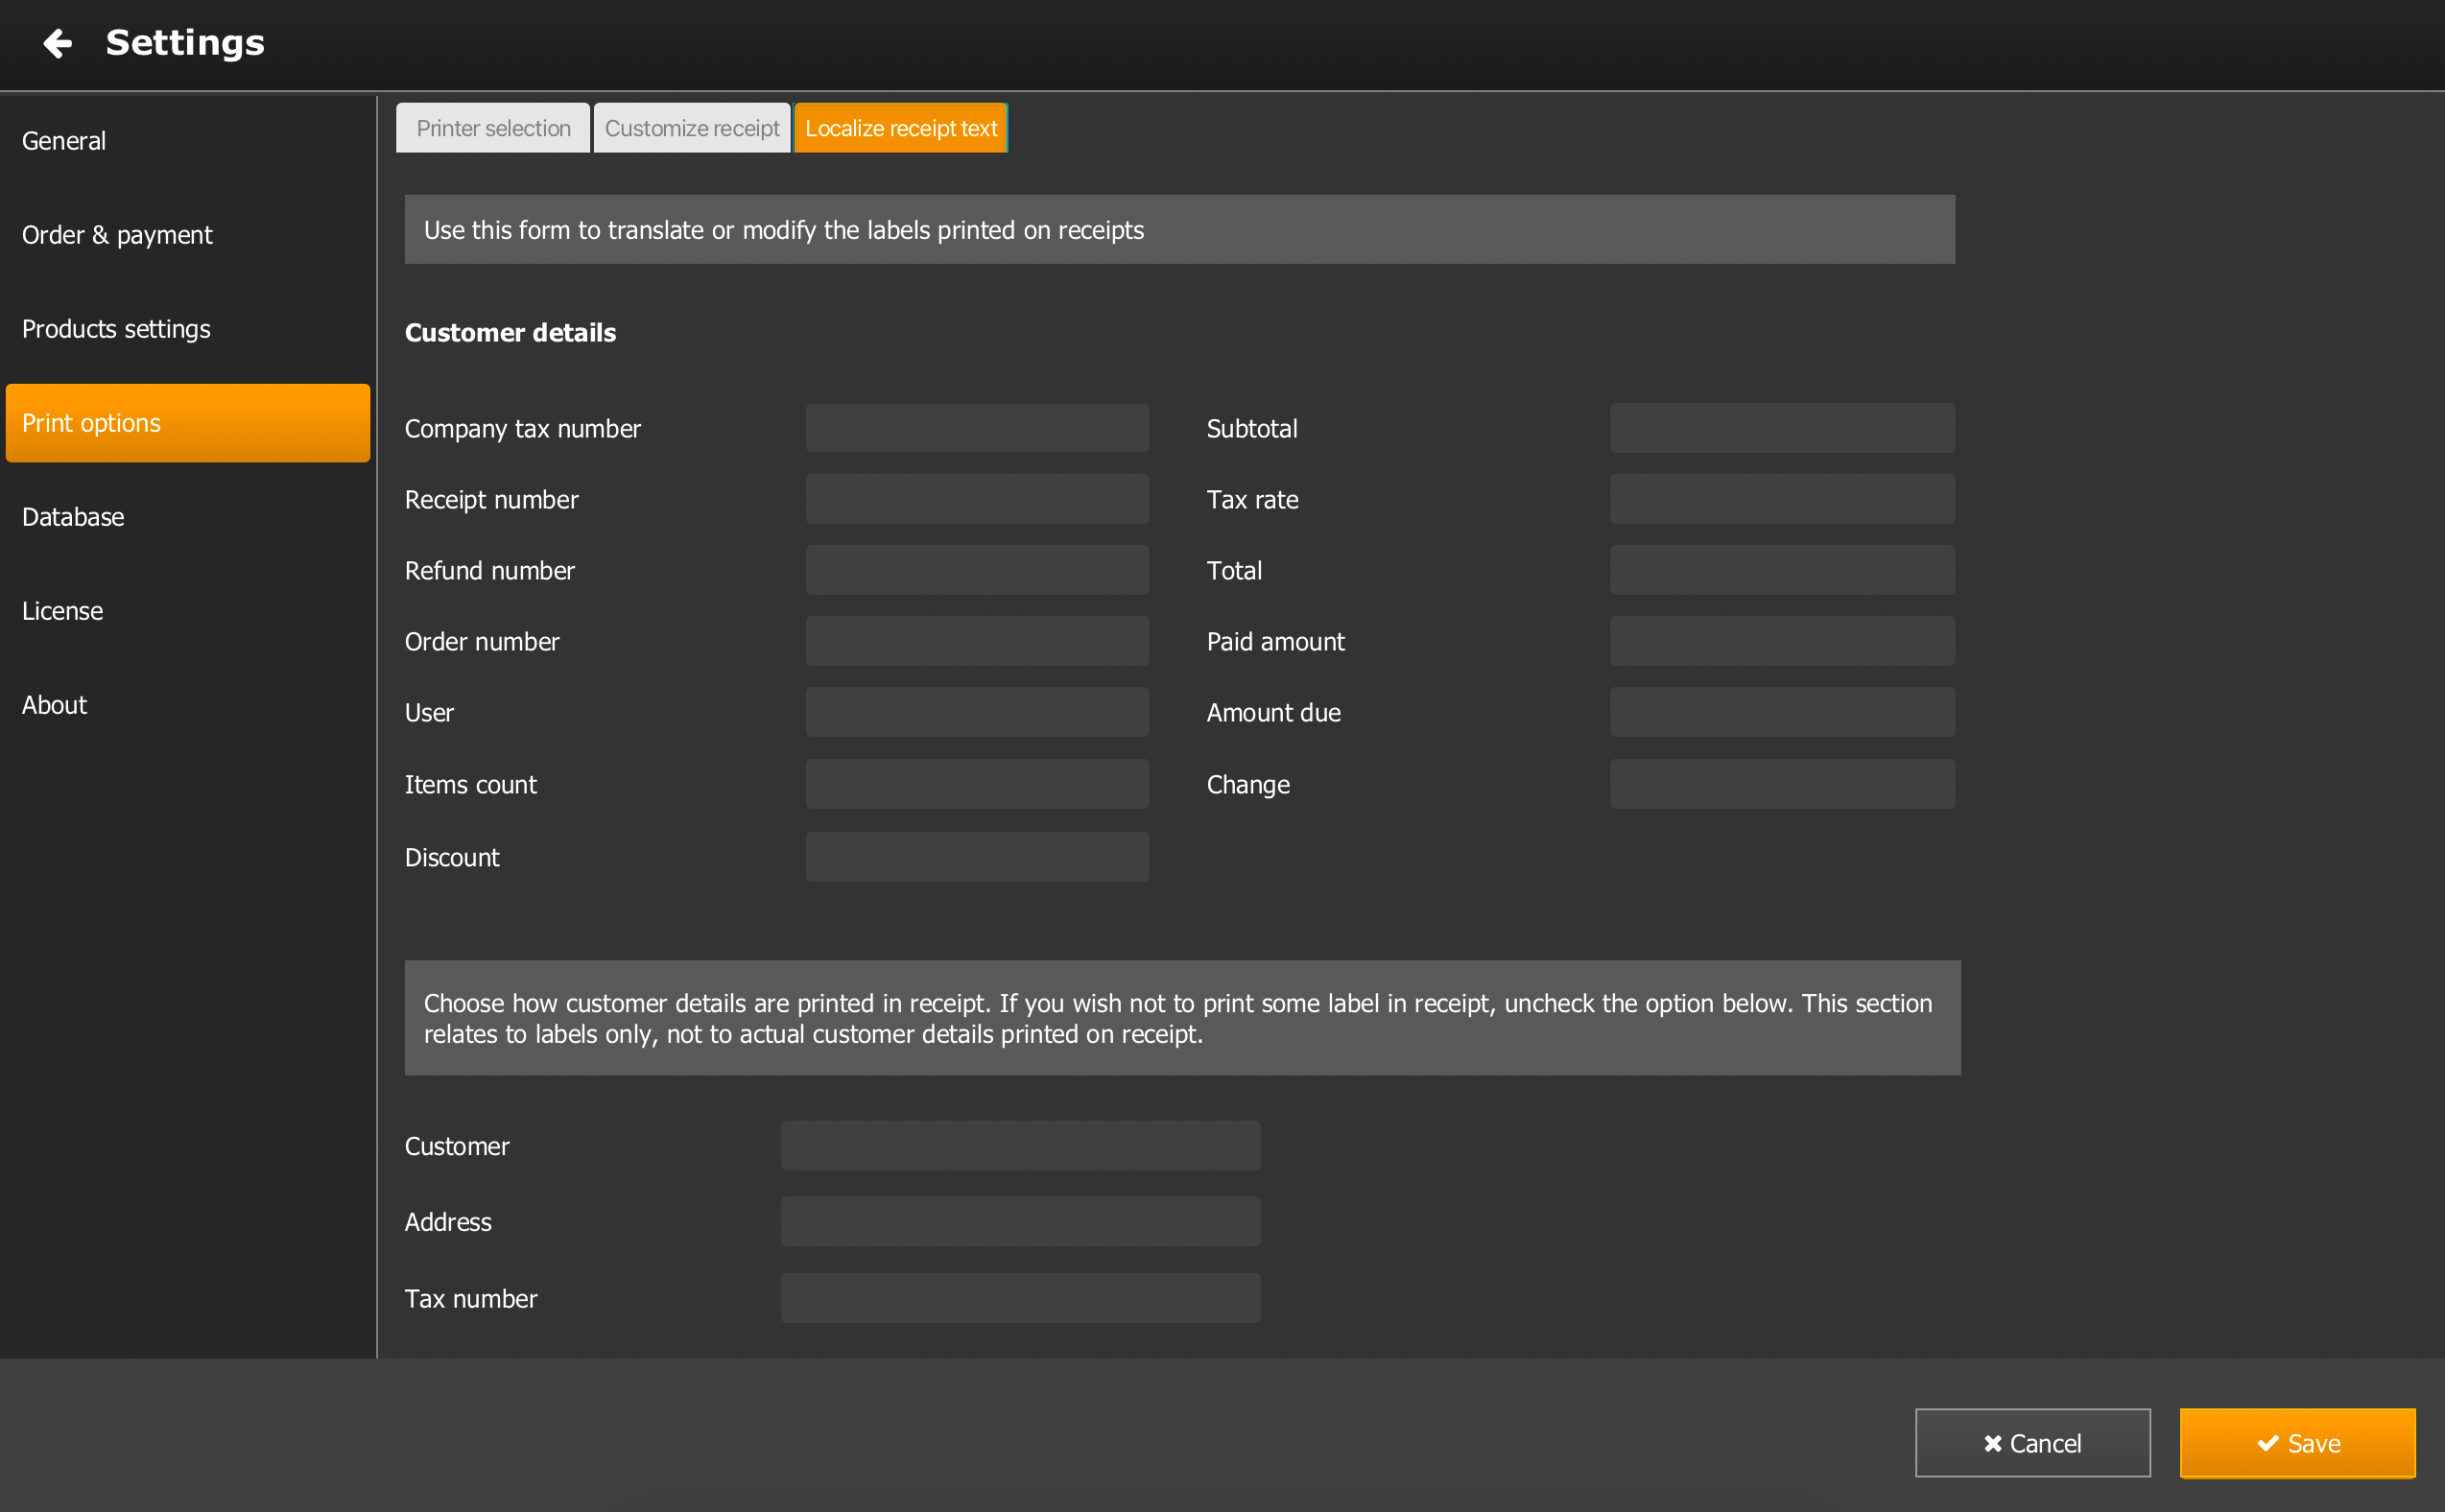 Settings
General
Order & payment
Products settings
Print options
Database
License
About
Printer selection
Customize receipt
Localize receipt text
Use this form to translate or modify the labels printed on receipts
Customer details
Company tax number
Subtotal
Receipt number
Tax rate
Refund number
Total
Order number
Paid amount
User
Amount due
Items count
Change
Discount
Choose how customer details are printed in receipt. If you wish not to print some label in receipt, uncheck the option below. This section
relates to labels only, not to actual customer details printed on receipt.
Customer
Address
Tax number
Cancel
Save